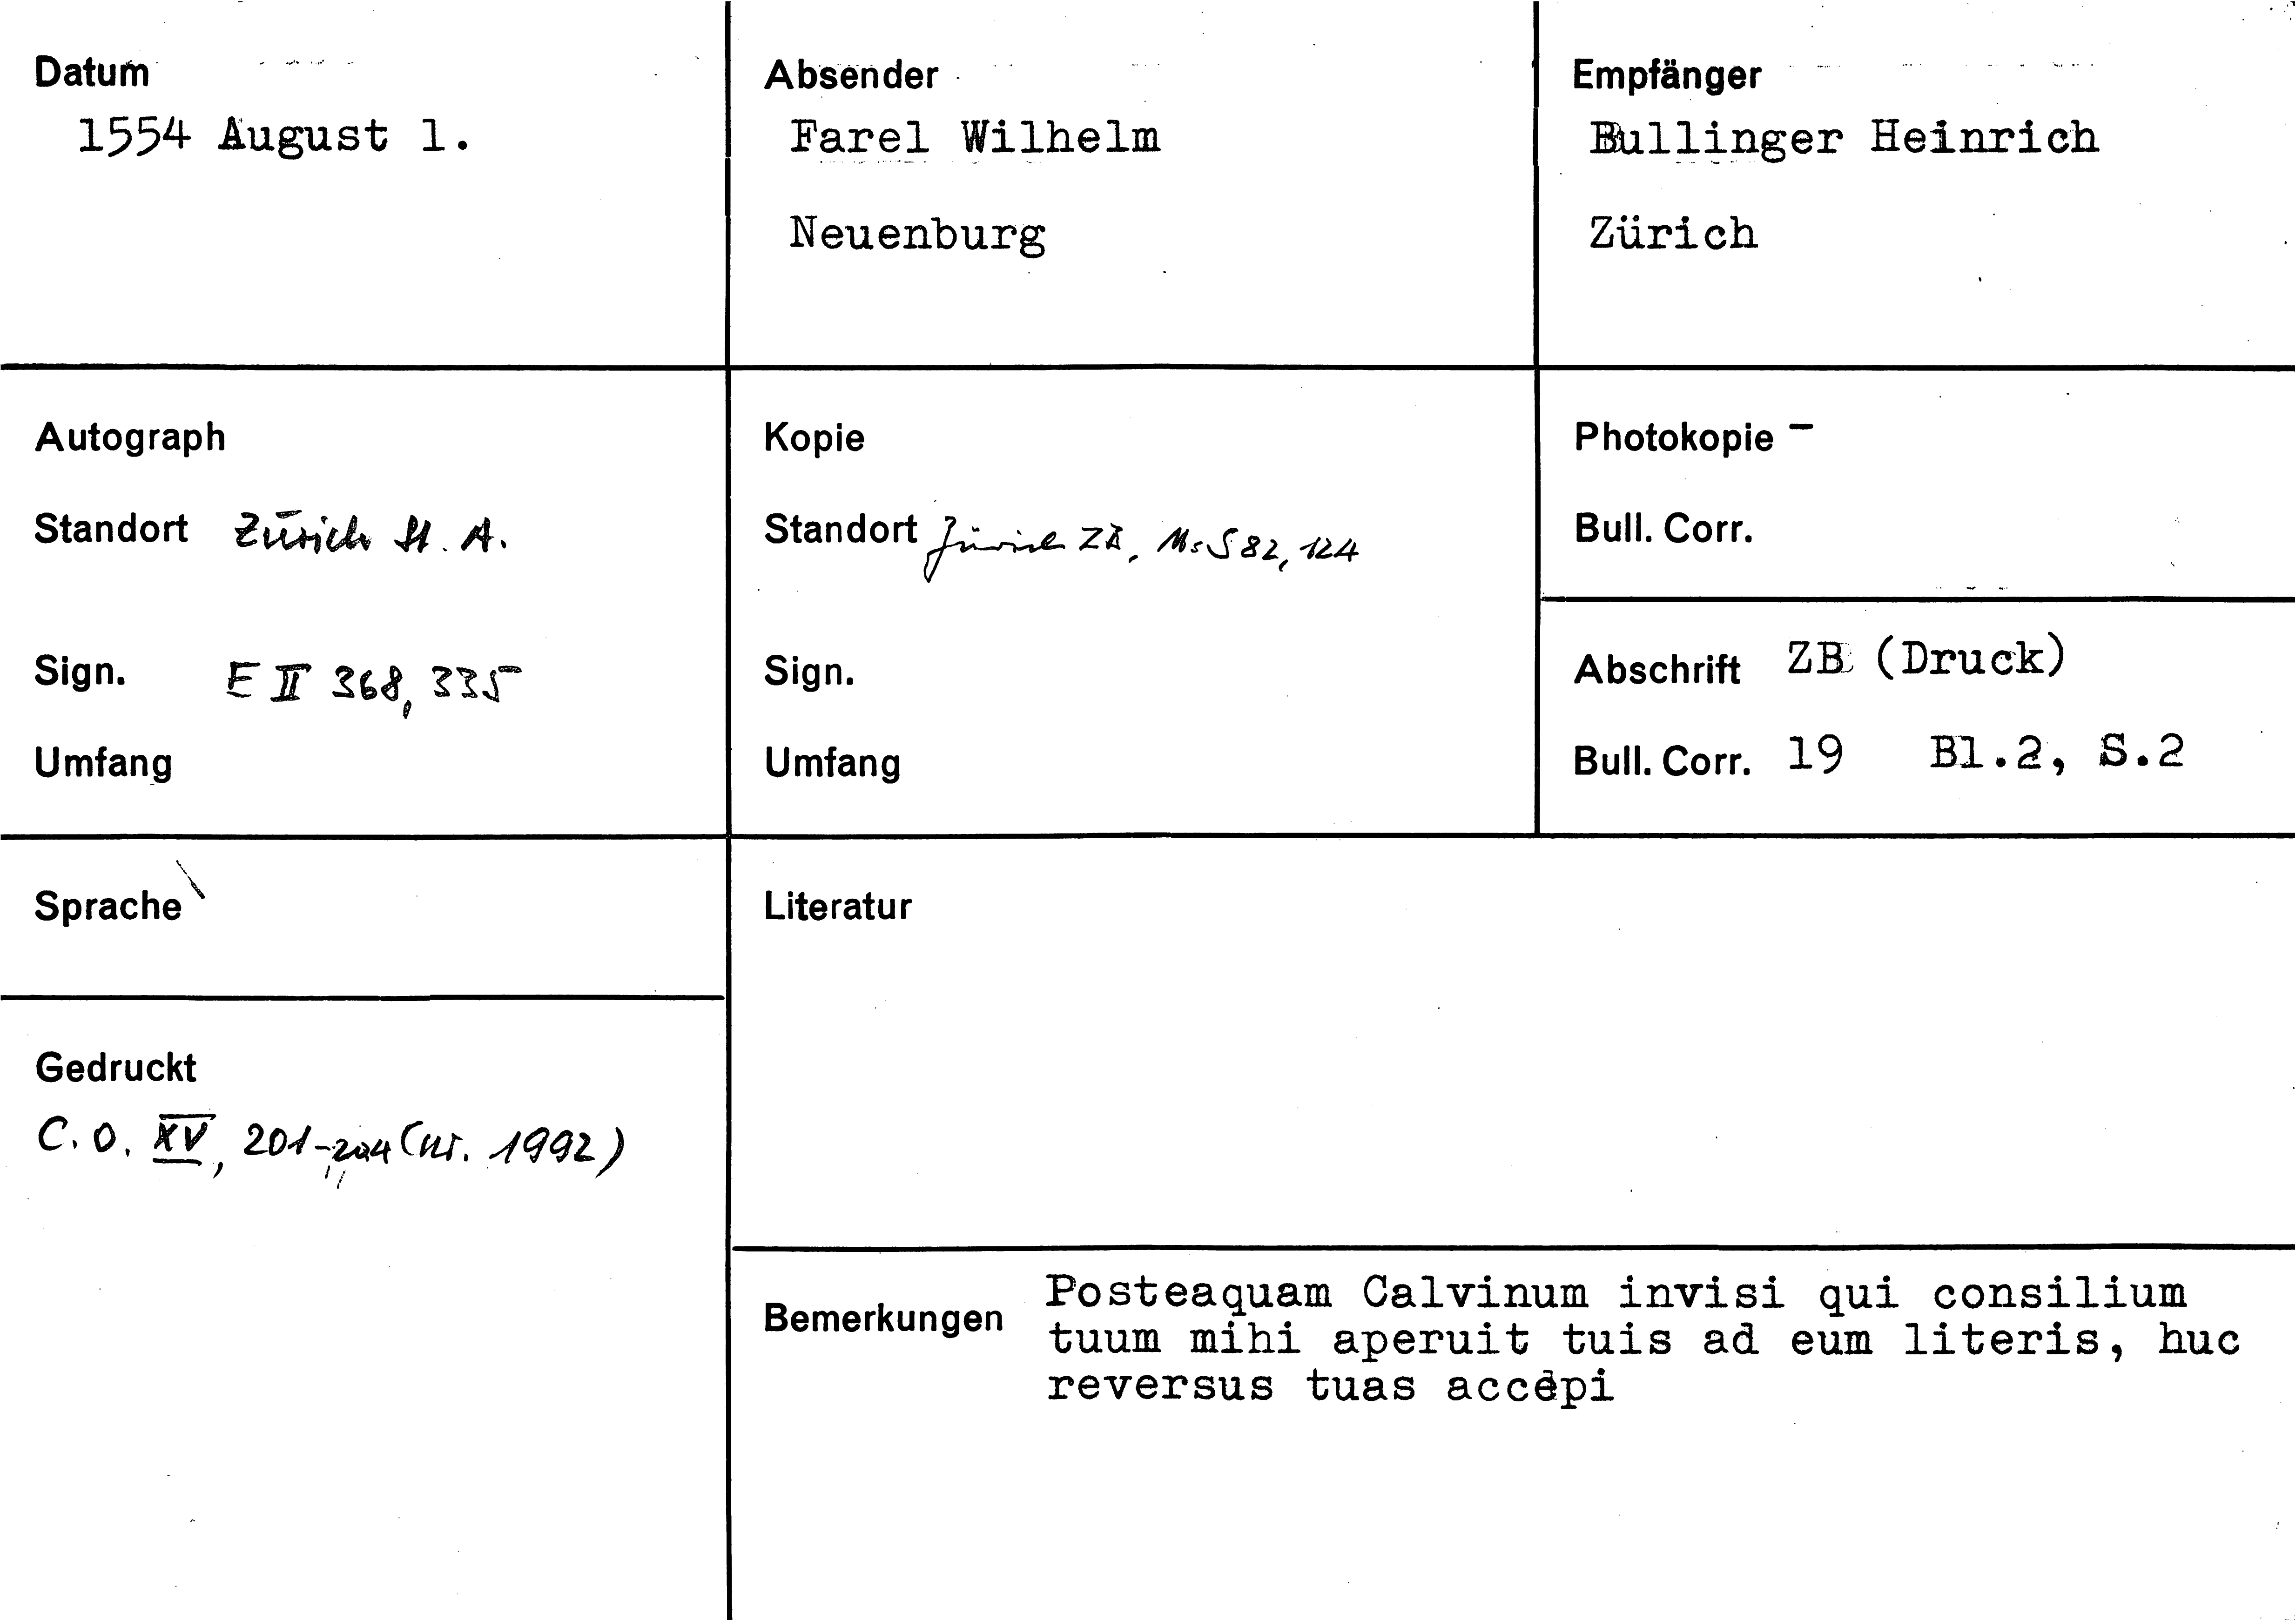 Datum
1554 August 1.
Absender
Farel Wilhelm
Neuenburg
Empfänger
Bullinger Heinrich
Zürich
Autograph
Standort Zürich St. A.
Sign. E II 368, 335
Umfang
Kopie
Standort Zürich ZB, Ms S 82, 124
Sign.
Umfang
Photokopie -
Bull. Corr.
Abschrift ZB (Druck)
Bull. Corr. 19 Bl.2, S.2
Sprache
Literatur
Gedruckt
C. O. XV, 201-204 (nr. 1992)
Bemerkungen
Posteaquam Calvinum invisi qui consilium
tuum mihi aperuit tuis ad eum literis, huc
reversus tuas accepi